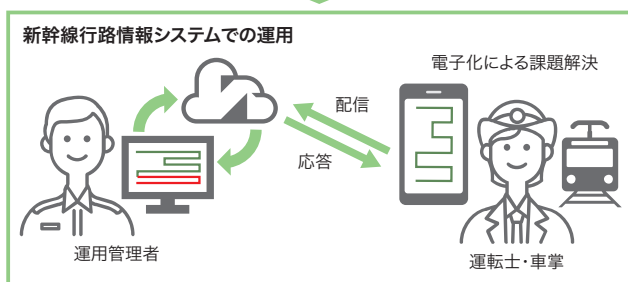 新幹線行路情報システムでの運用
電子化による課題解決
配信
応答
運用管理者
運転士・車掌